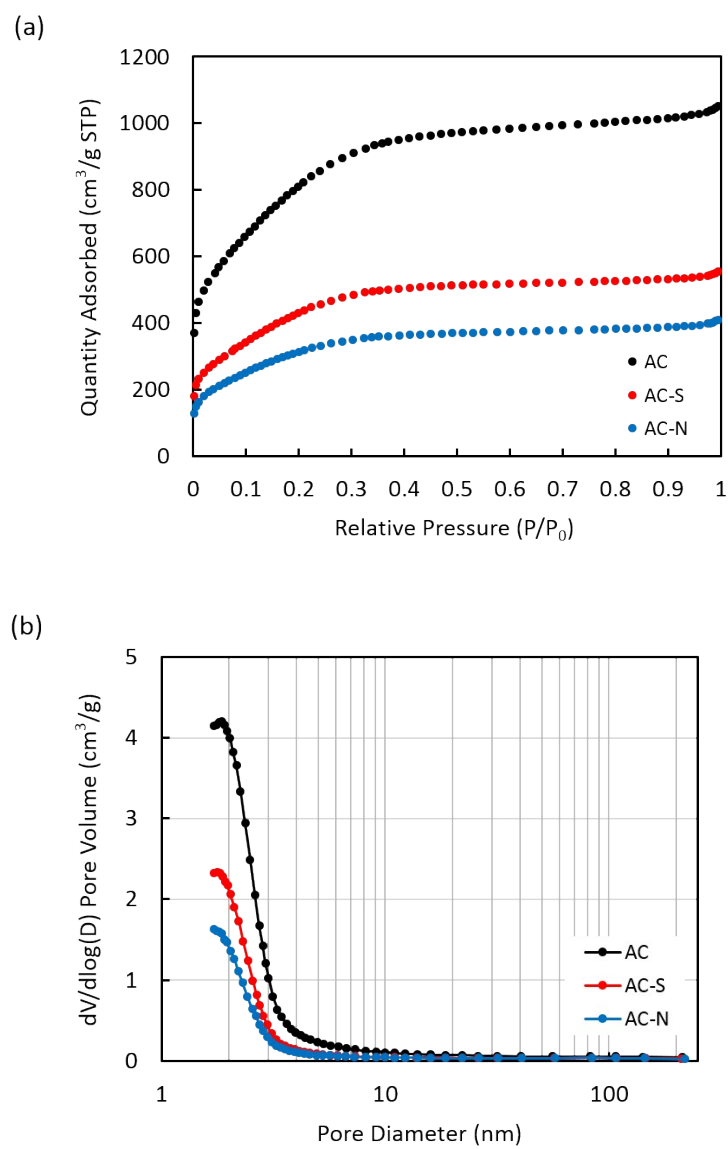 (a)
Quantity Adsorbed (cm³/g STP)
1200
1000
800
600
400
200
0
AC
AC-S
AC-N
0 0.1 0.2 0.3 0.4 0.5 0.6 0.7 0.8 0.9 1
Relative Pressure (P/P₀)
(b)
dV/dlog(D) Pore Volume (cm³/g)
5
4
3
2
1
0
AC
AC-S
AC-N
1 10 100
Pore Diameter (nm)